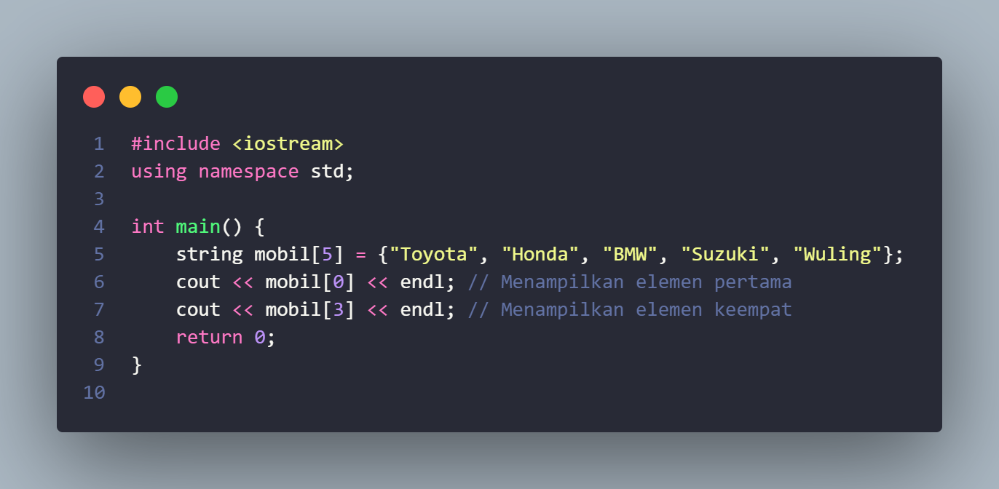 1 #include <iostream>
2 using namespace std;
3
4 int main() {
5     string mobil[5] = {"Toyota", "Honda", "BMW", "Suzuki", "Wuling"};
6     cout << mobil[0] << endl; // Menampilkan elemen pertama
7     cout << mobil[3] << endl; // Menampilkan elemen keempat
8     return 0;
9 }
10